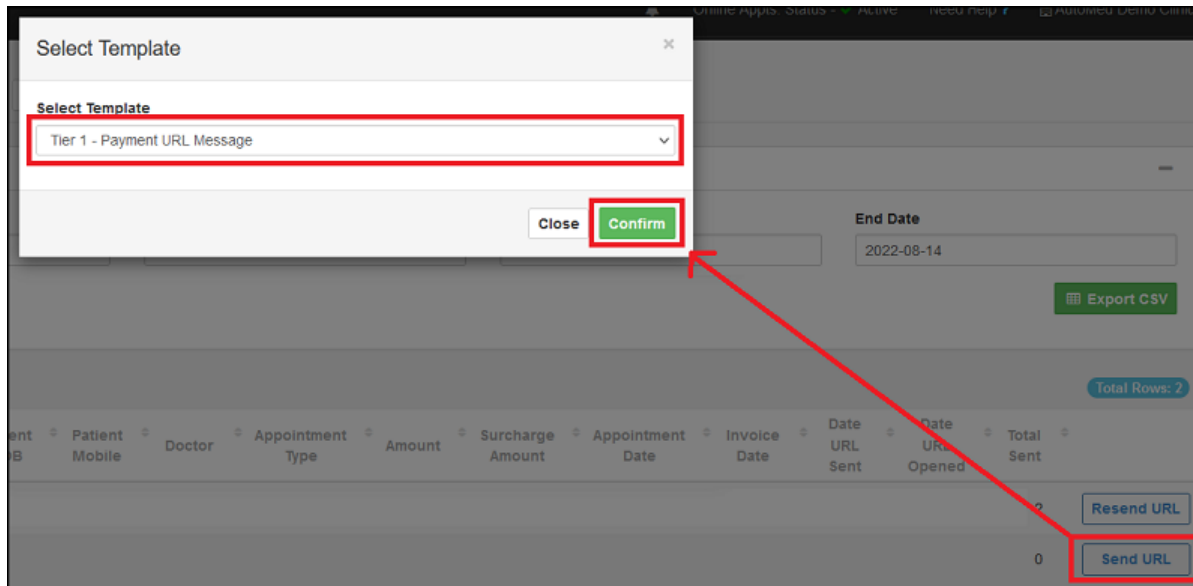 Online Appts. Status - Active Need Help ? AutoMed Demo Clinic
Select Template
×
Select Template
Tier 1 - Payment URL Message
Close Confirm
End Date
2022-08-14
Export CSV
Total Rows: 2
Patient Mobile
Doctor
Appointment Type
Amount
Surcharge Amount
Appointment Date
Invoice Date
Date URL Sent
Date URL Opened
Total Sent
2 Resend URL
0 Send URL